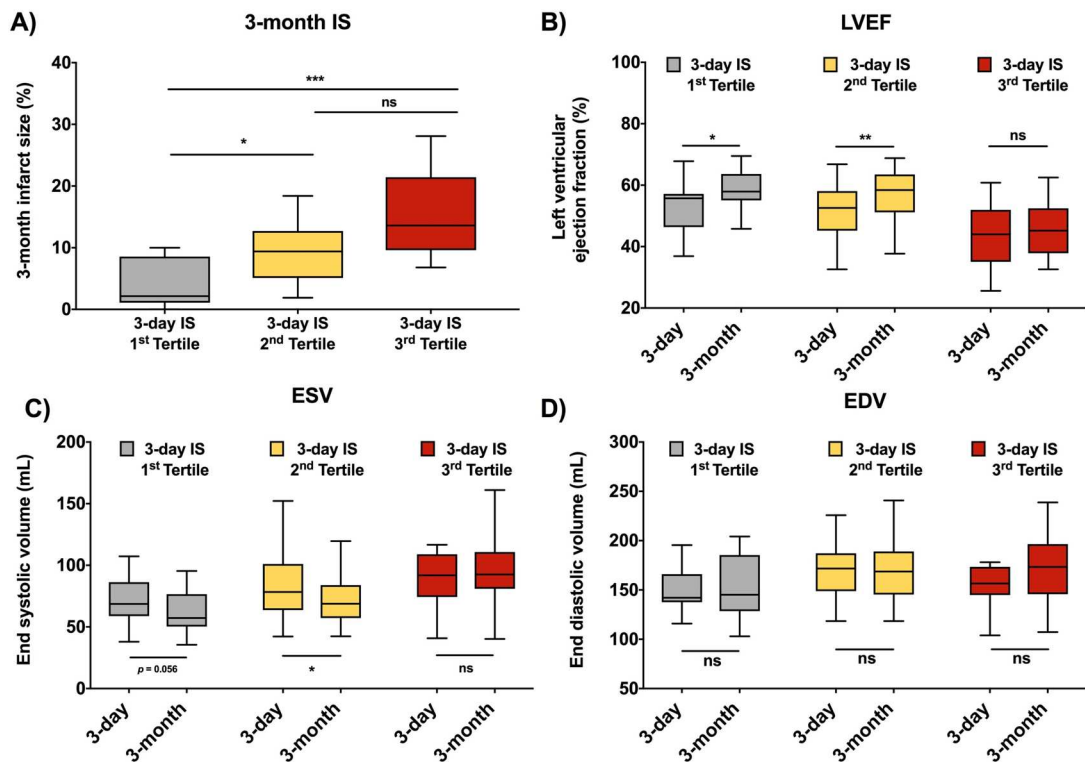 A)
3-month IS
3-month infarct size (%)
40
30
20
10
0
***
ns
*
3-day IS
1st Tertile
3-day IS
2nd Tertile
3-day IS
3rd Tertile
B)
LVEF
Left ventricular
ejection fraction (%)
100
80
60
40
20
3-day IS
1st Tertile
3-day IS
2nd Tertile
3-day IS
3rd Tertile
*
**
ns
3-day
3-month
3-day
3-month
3-day
3-month
C)
ESV
End systolic volume (mL)
200
150
100
50
0
3-day IS
1st Tertile
3-day IS
2nd Tertile
3-day IS
3rd Tertile
p = 0.056
*
ns
3-day
3-month
3-day
3-month
3-day
3-month
D)
EDV
End diastolic volume (mL)
300
250
200
150
100
50
3-day IS
1st Tertile
3-day IS
2nd Tertile
3-day IS
3rd Tertile
ns
ns
ns
3-day
3-month
3-day
3-month
3-day
3-month